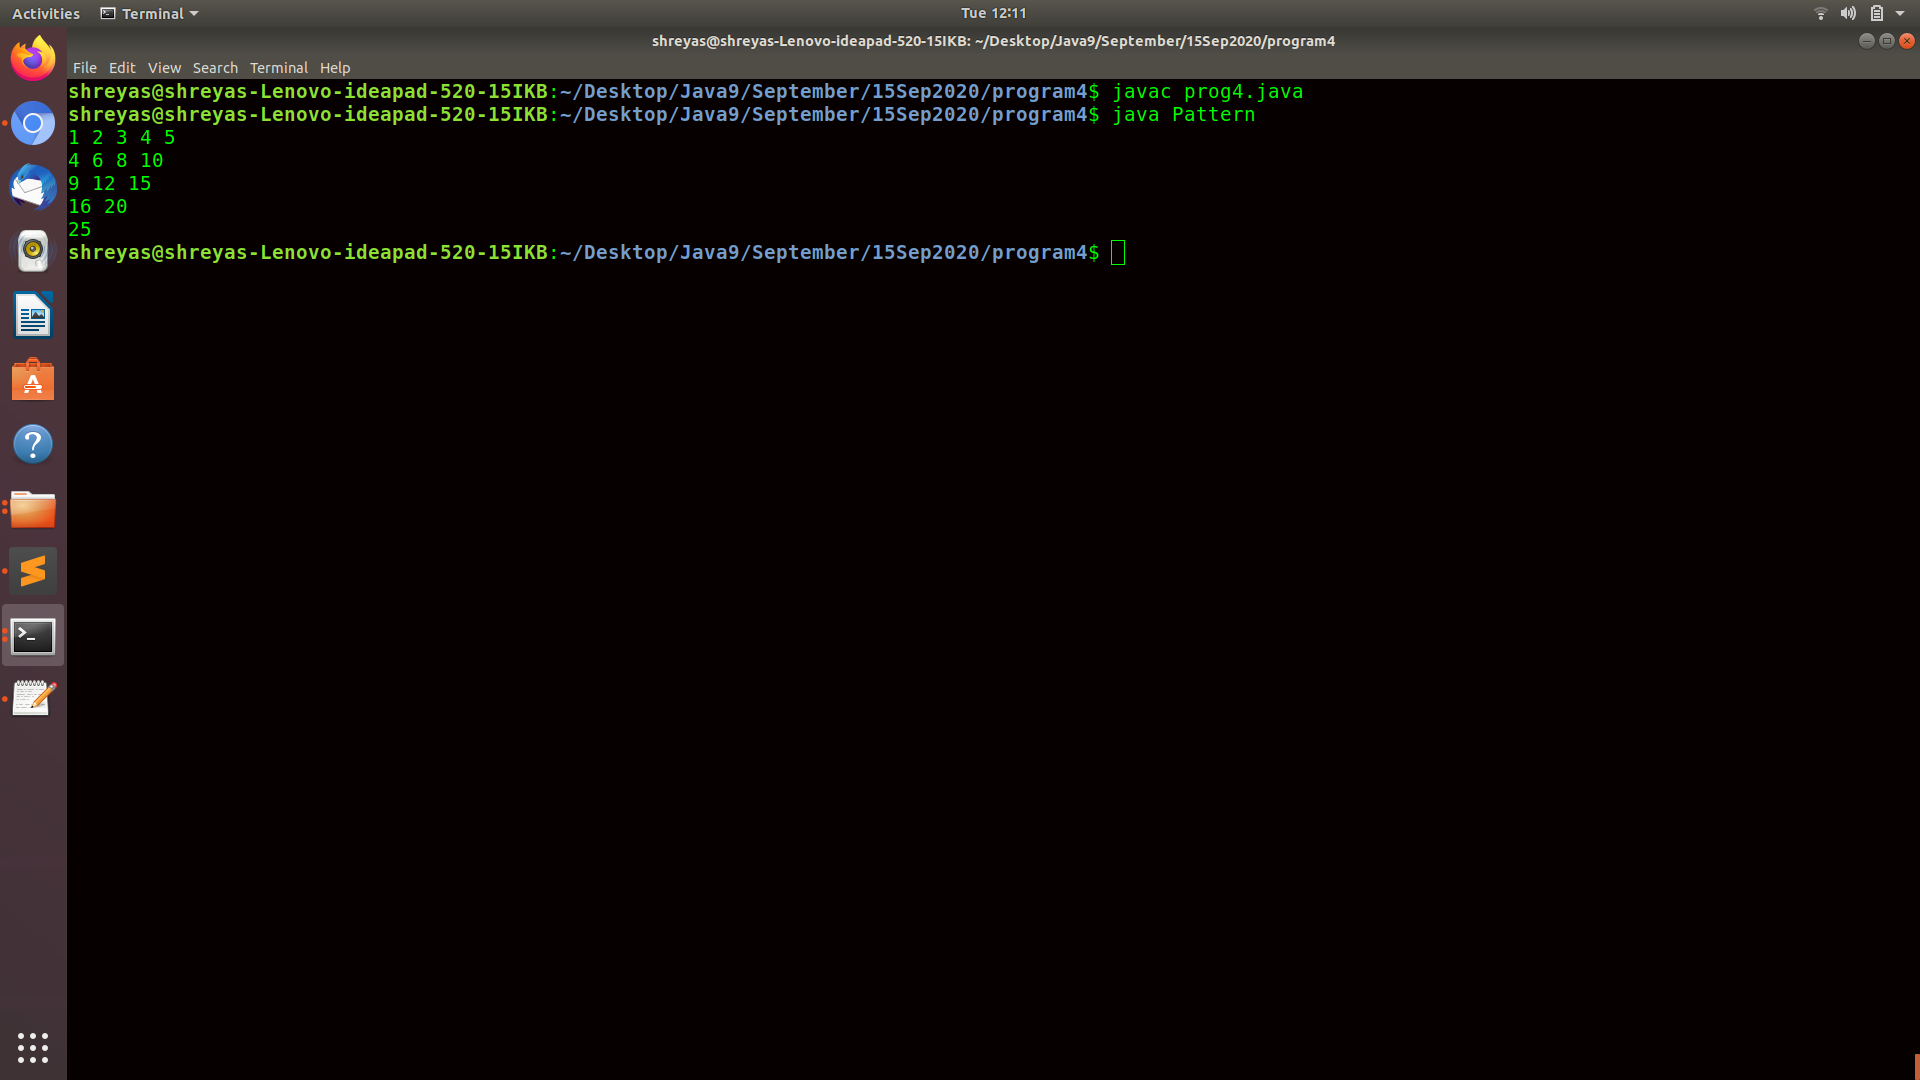 Activities Terminal Tue 12:11
shreyas@shreyas-Lenovo-ideapad-520-15IKB: ~/Desktop/Java9/September/15Sep2020/program4
File Edit View Search Terminal Help
shreyas@shreyas-Lenovo-ideapad-520-15IKB:~/Desktop/Java9/September/15Sep2020/program4$ javac prog4.java
shreyas@shreyas-Lenovo-ideapad-520-15IKB:~/Desktop/Java9/September/15Sep2020/program4$ java Pattern
1 2 3 4 5
4 6 8 10
9 12 15
16 20
25
shreyas@shreyas-Lenovo-ideapad-520-15IKB:~/Desktop/Java9/September/15Sep2020/program4$